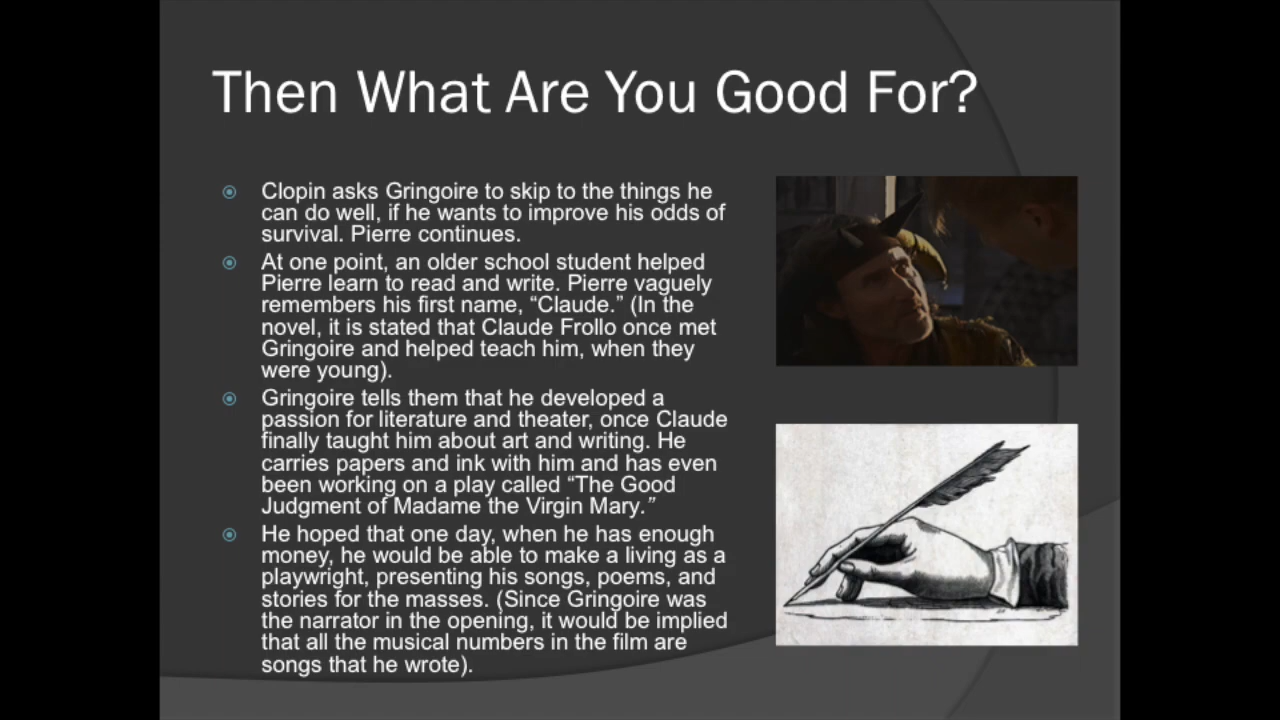 Then What Are You Good For?
Clopin asks Gringoire to skip to the things he
can do well, if he wants to improve his odds of
survival. Pierre continues.
At one point, an older school student helped
Pierre learn to read and write. Pierre vaguely
remembers his first name, “Claude.” (In the
novel, it is stated that Claude Frollo once met
Gringoire and helped teach him, when they
were young).
Gringoire tells them that he developed a
passion for literature and theater, once Claude
finally taught him about art and writing. He
carries papers and ink with him and has even
been working on a play called “The Good
Judgment of Madame the Virgin Mary.”
He hoped that one day, when he has enough
money, he would be able to make a living as a
playwright, presenting his songs, poems, and
stories for the masses. (Since Gringoire was
the narrator in the opening, it would be implied
that all the musical numbers in the film are
songs that he wrote).